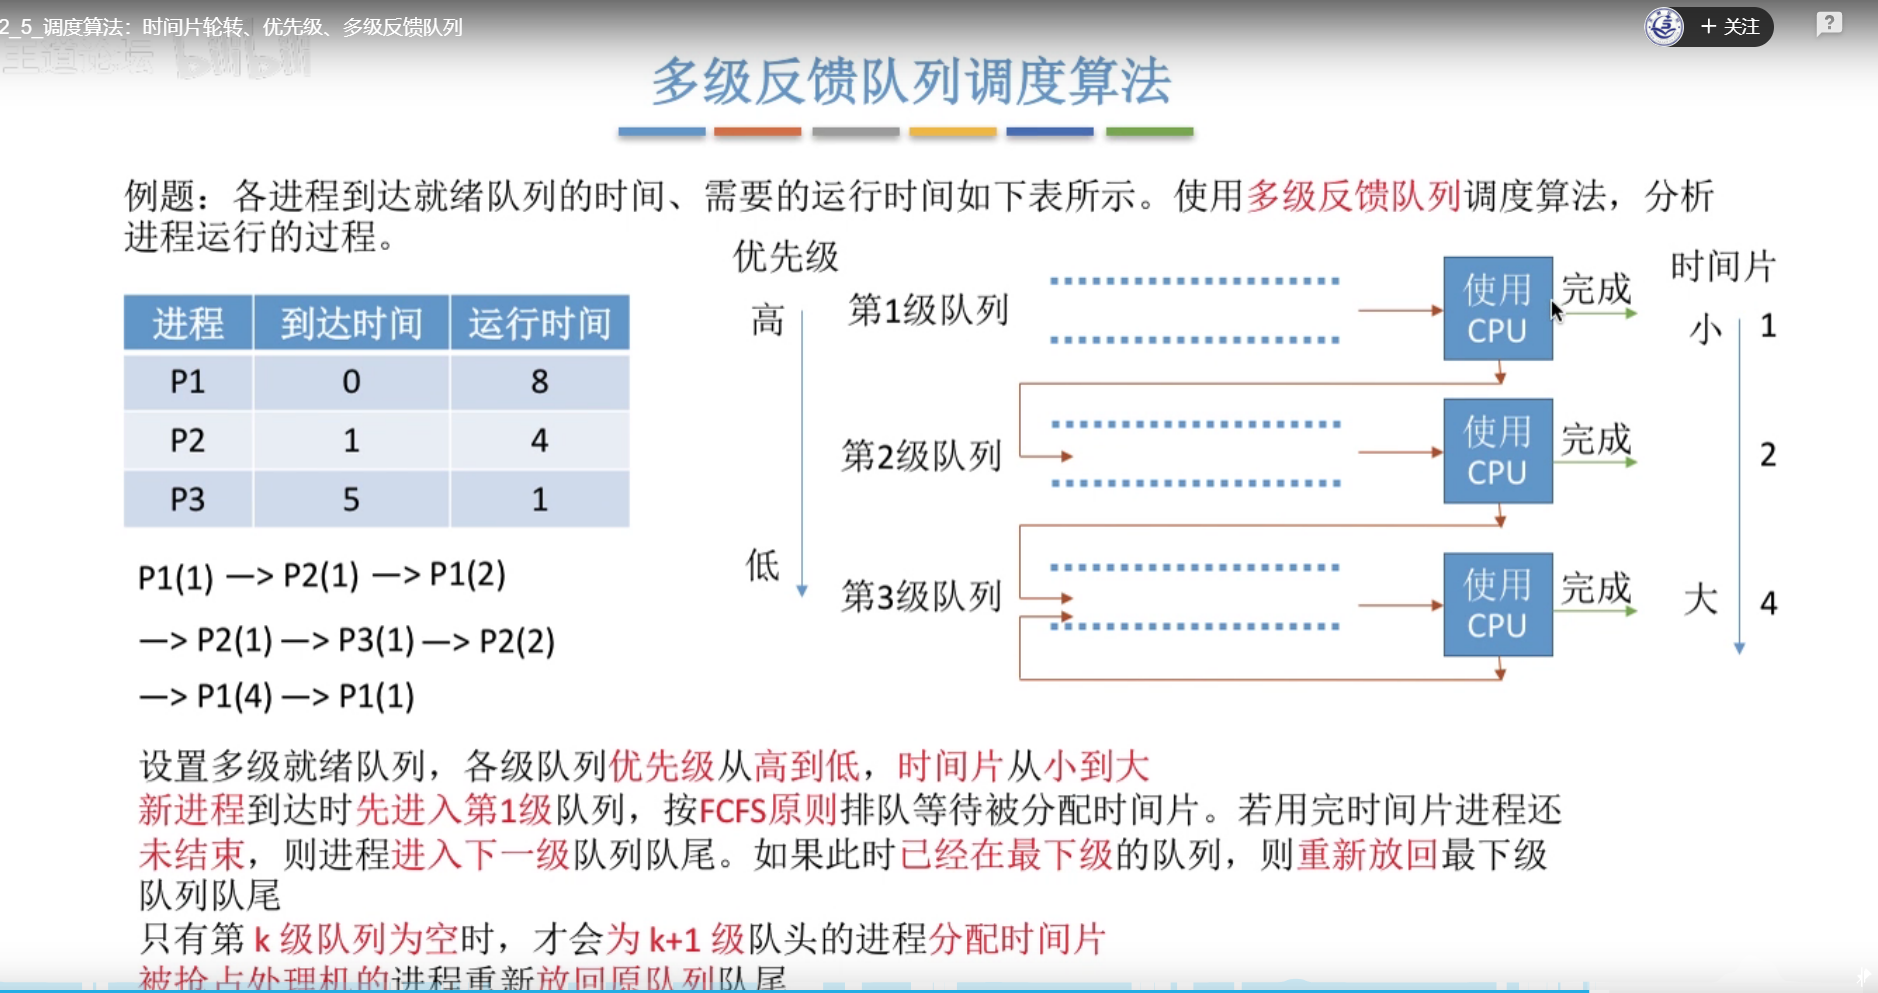 2_5_调度算法：时间片轮转、优先级、多级反馈队列
+ 关注
?
王道论坛 bilibili
多级反馈队列调度算法
例题：各进程到达就绪队列的时间、需要的运行时间如下表所示。使用多级反馈队列调度算法，分析
进程运行的过程。
进程 到达时间 运行时间
P1 0 8
P2 1 4
P3 5 1
P1(1) —> P2(1) —> P1(2)
—> P2(1) —> P3(1) —> P2(2)
—> P1(4) —> P1(1)
优先级
高
低
第1级队列
使用
CPU
完成
第2级队列
使用
CPU
完成
第3级队列
使用
CPU
完成
时间片
小 1
2
大 4
设置多级就绪队列，各级队列优先级从高到低，时间片从小到大
新进程到达时先进入第1级队列，按FCFS原则排队等待被分配时间片。若用完时间片进程还
未结束，则进程进入下一级队列队尾。如果此时已经在最下级的队列，则重新放回最下级
队列队尾
只有第 k 级队列为空时，才会为 k+1 级队头的进程分配时间片
被抢占处理机的进程重新放回原队列队尾